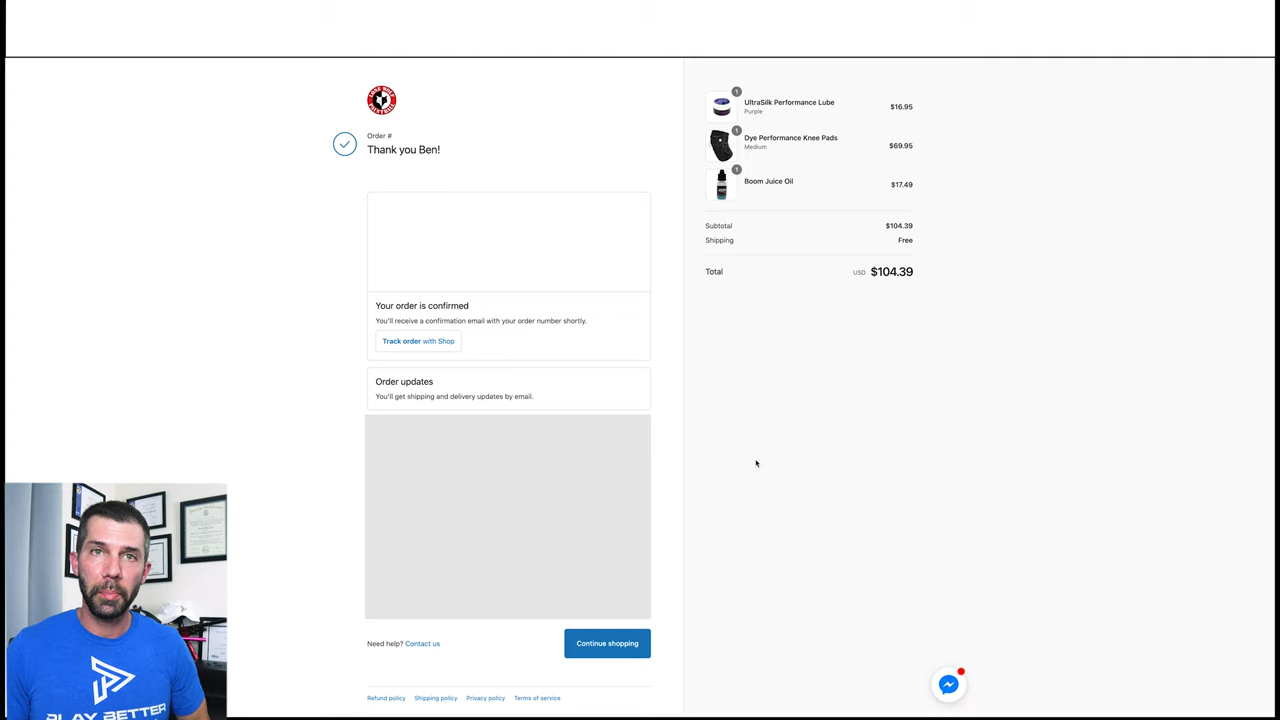 Order #
Thank you Ben!
Your order is confirmed
You'll receive a confirmation email with your order number shortly.
Track order with Shop
Order updates
You'll get shipping and delivery updates by email.
Need help? Contact us
Continue shopping
Refund policy Shipping policy Privacy policy Terms of service
1
UltraSilk Performance Lube
Purple
$16.95
1
Dye Performance Knee Pads
Medium
$69.95
1
Boom Juice Oil
$17.49
Subtotal $104.39
Shipping Free
Total USD $104.39
PLAY BETTER